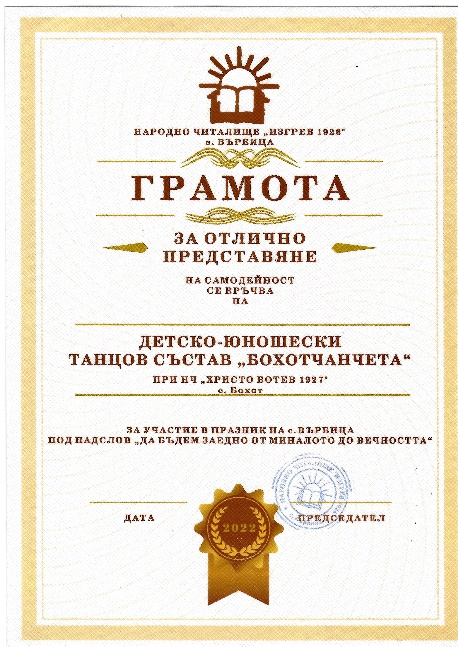 НАРОДНО ЧИТАЛИЩЕ „ИЗГРЕВ 1926“
с. ВЪРБИЦА
ГРАМОТА
ЗА ОТЛИЧНО
ПРЕДСТАВЯНЕ
НА САМОДЕЙНОСТ
СЕ ВРЪЧВА
НА
ДЕТСКО-ЮНОШЕСКИ
ТАНЦОВ СЪСТАВ „БОХОТЧАНЧЕТА“
ПРИ НЧ „ХРИСТО БОТЕВ 1927“
с. Бохот
ЗА УЧАСТИЕ В ПРАЗНИК НА с. ВЪРБИЦА
ПОД НАДСЛОВ „ДА БЪДЕМ ЗАЕДНО ОТ МИНАЛОТО ДО ВЕЧНОСТТА“
ДАТА
2022
ПРЕДСЕДАТЕЛ